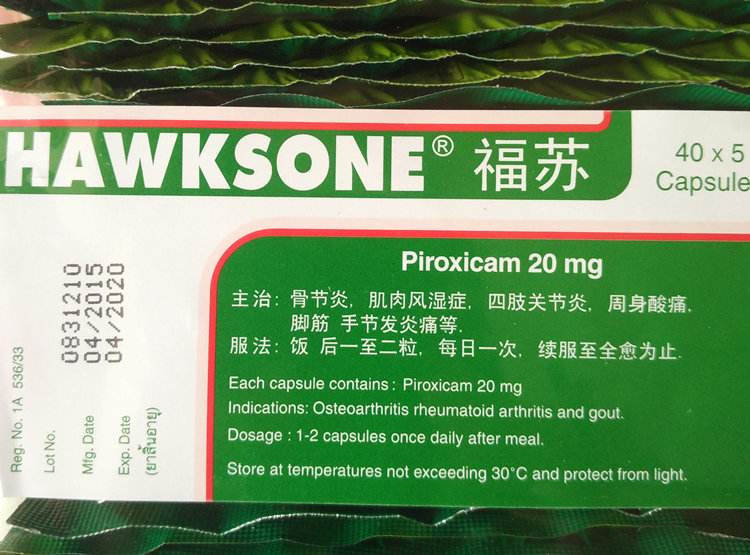 HAWKSONE® 福苏
40 x 5
Capsule
Piroxicam 20 mg
主治: 骨节炎, 肌肉风湿症, 四肢关节炎, 周身酸痛,
脚筋 手节发炎痛等.
服法: 饭 后一至二粒, 每日一次, 续服至全愈为止.
Each capsule contains : Piroxicam 20 mg
Indications: Osteoarthritis rheumatoid arthritis and gout.
Dosage : 1-2 capsules once daily after meal.
Store at temperatures not exceeding 30°C and protect from light.
Reg. No. 1A 536/33
Lot No. 0831210
Mfg. Date 04/2015
Exp. Date 04/2020
(ยาสิ้นอายุ)